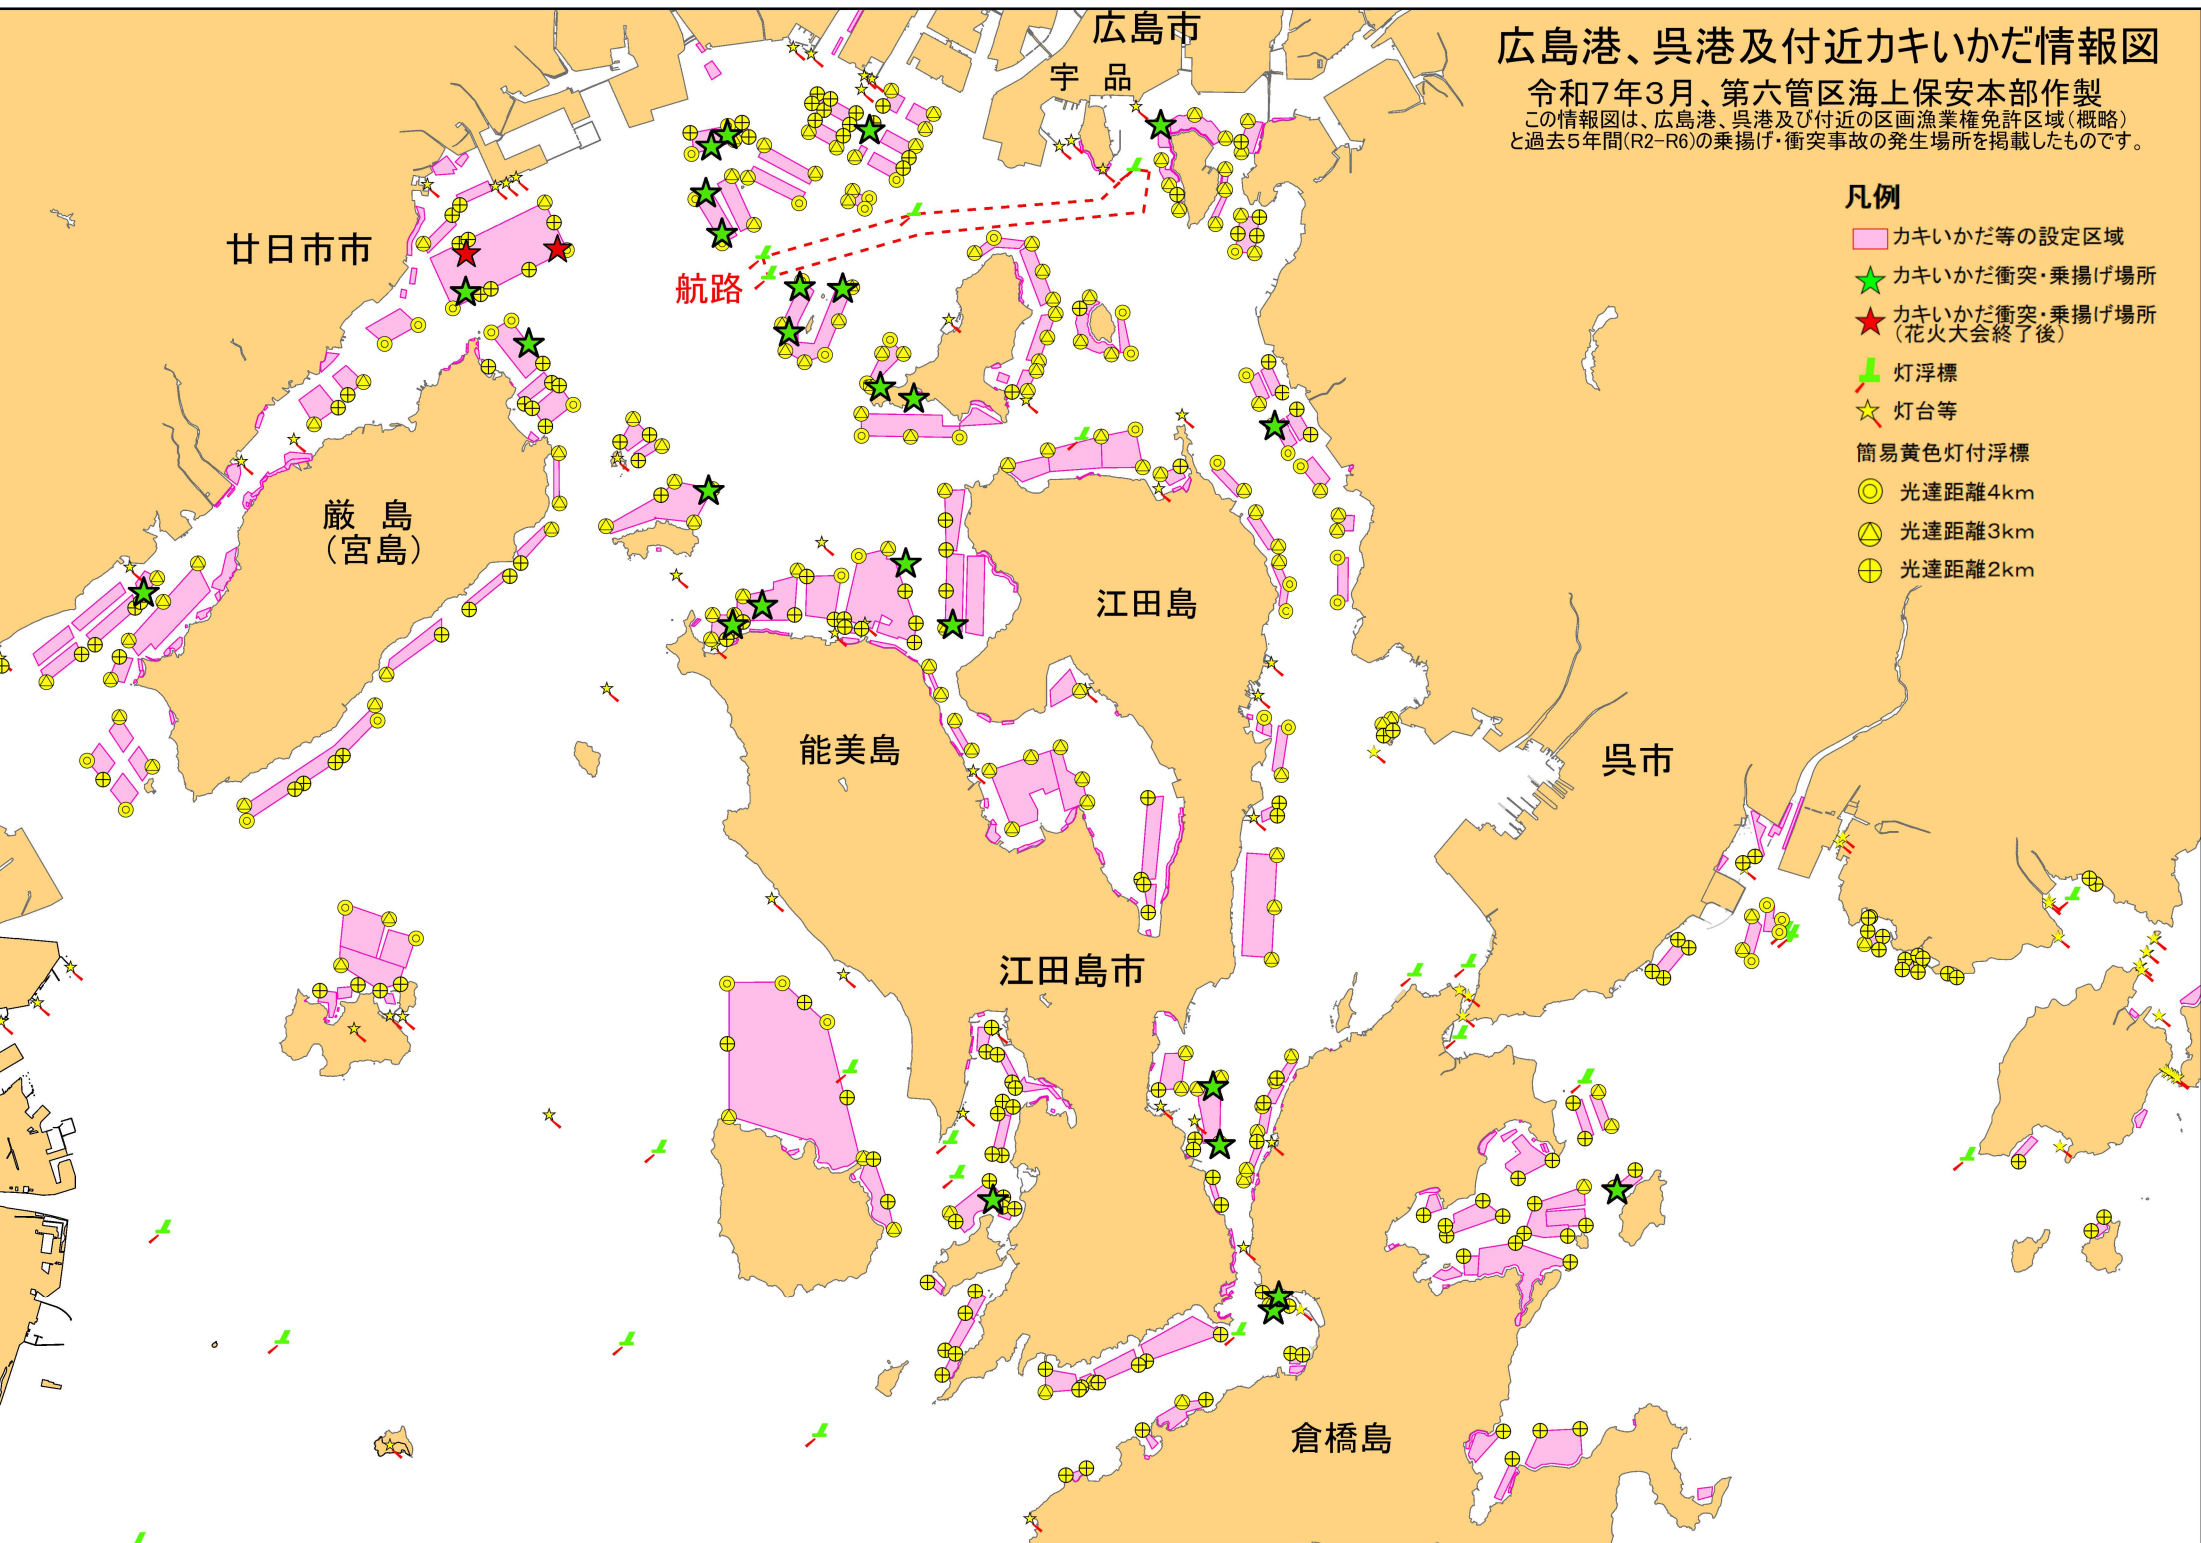 広島港、呉港及付近カキいかだ情報図
令和7年3月、第六管区海上保安本部作製
この情報図は、広島港、呉港及び付近の区画漁業権免許区域(概略)
と過去5年間(R2-R6)の乗揚げ・衝突事故の発生場所を掲載したものです。
凡例
カキいかだ等の設定区域
カキいかだ衝突・乗揚げ場所
カキいかだ衝突・乗揚げ場所
(花火大会終了後)
灯浮標
灯台等
簡易黄色灯付浮標
光達距離4km
光達距離3km
光達距離2km
広島市
宇品
廿日市市
航路
厳島
(宮島)
江田島
能美島
呉市
江田島市
倉橋島